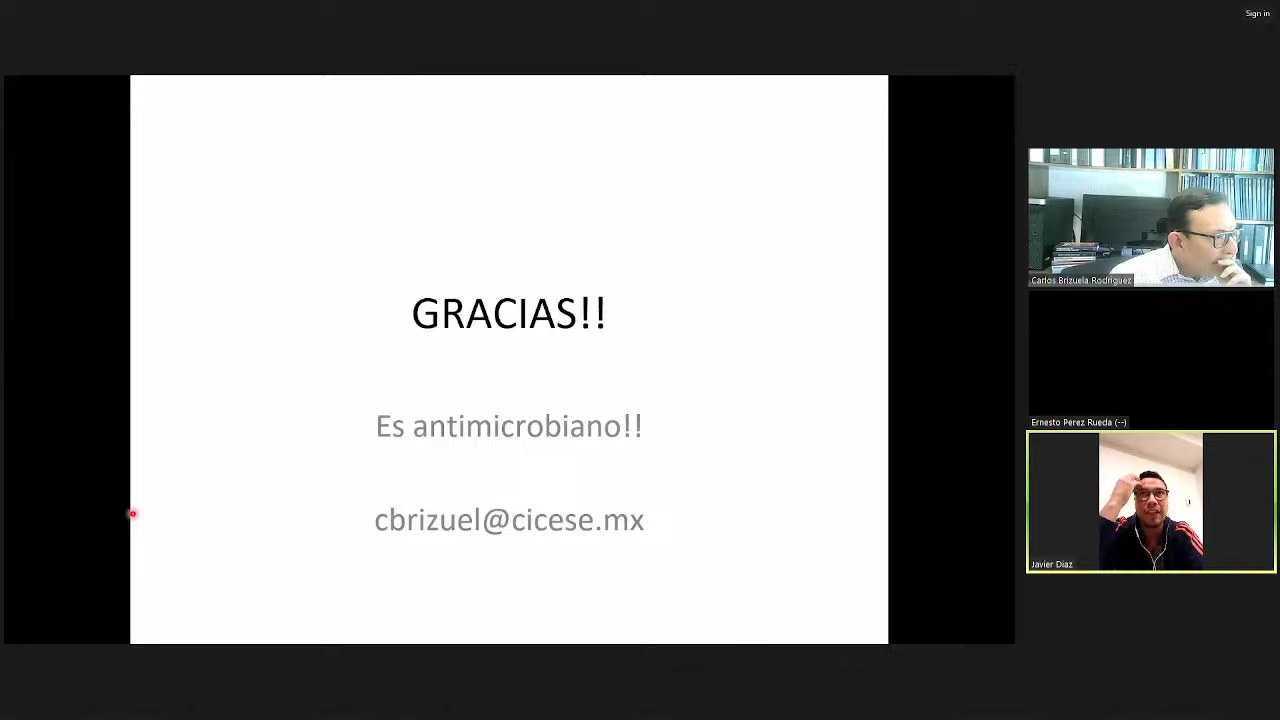 Sign in
GRACIAS!!
Es antimicrobiano!!
cbrizuel@cicese.mx
Carlos Brizuela Rodriguez
Ernesto Perez Rueda (--)
Javier Diaz